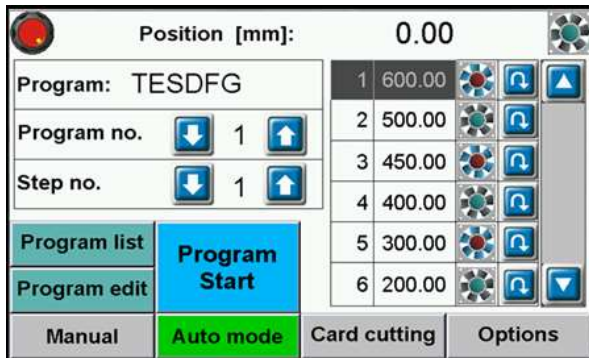 Position [mm]: 0.00
Program: TESDFG
Program no. 1
Step no. 1
1 600.00
2 500.00
3 450.00
4 400.00
5 300.00
6 200.00
Program list
Program edit
Program
Start
Manual
Auto mode
Card cutting
Options